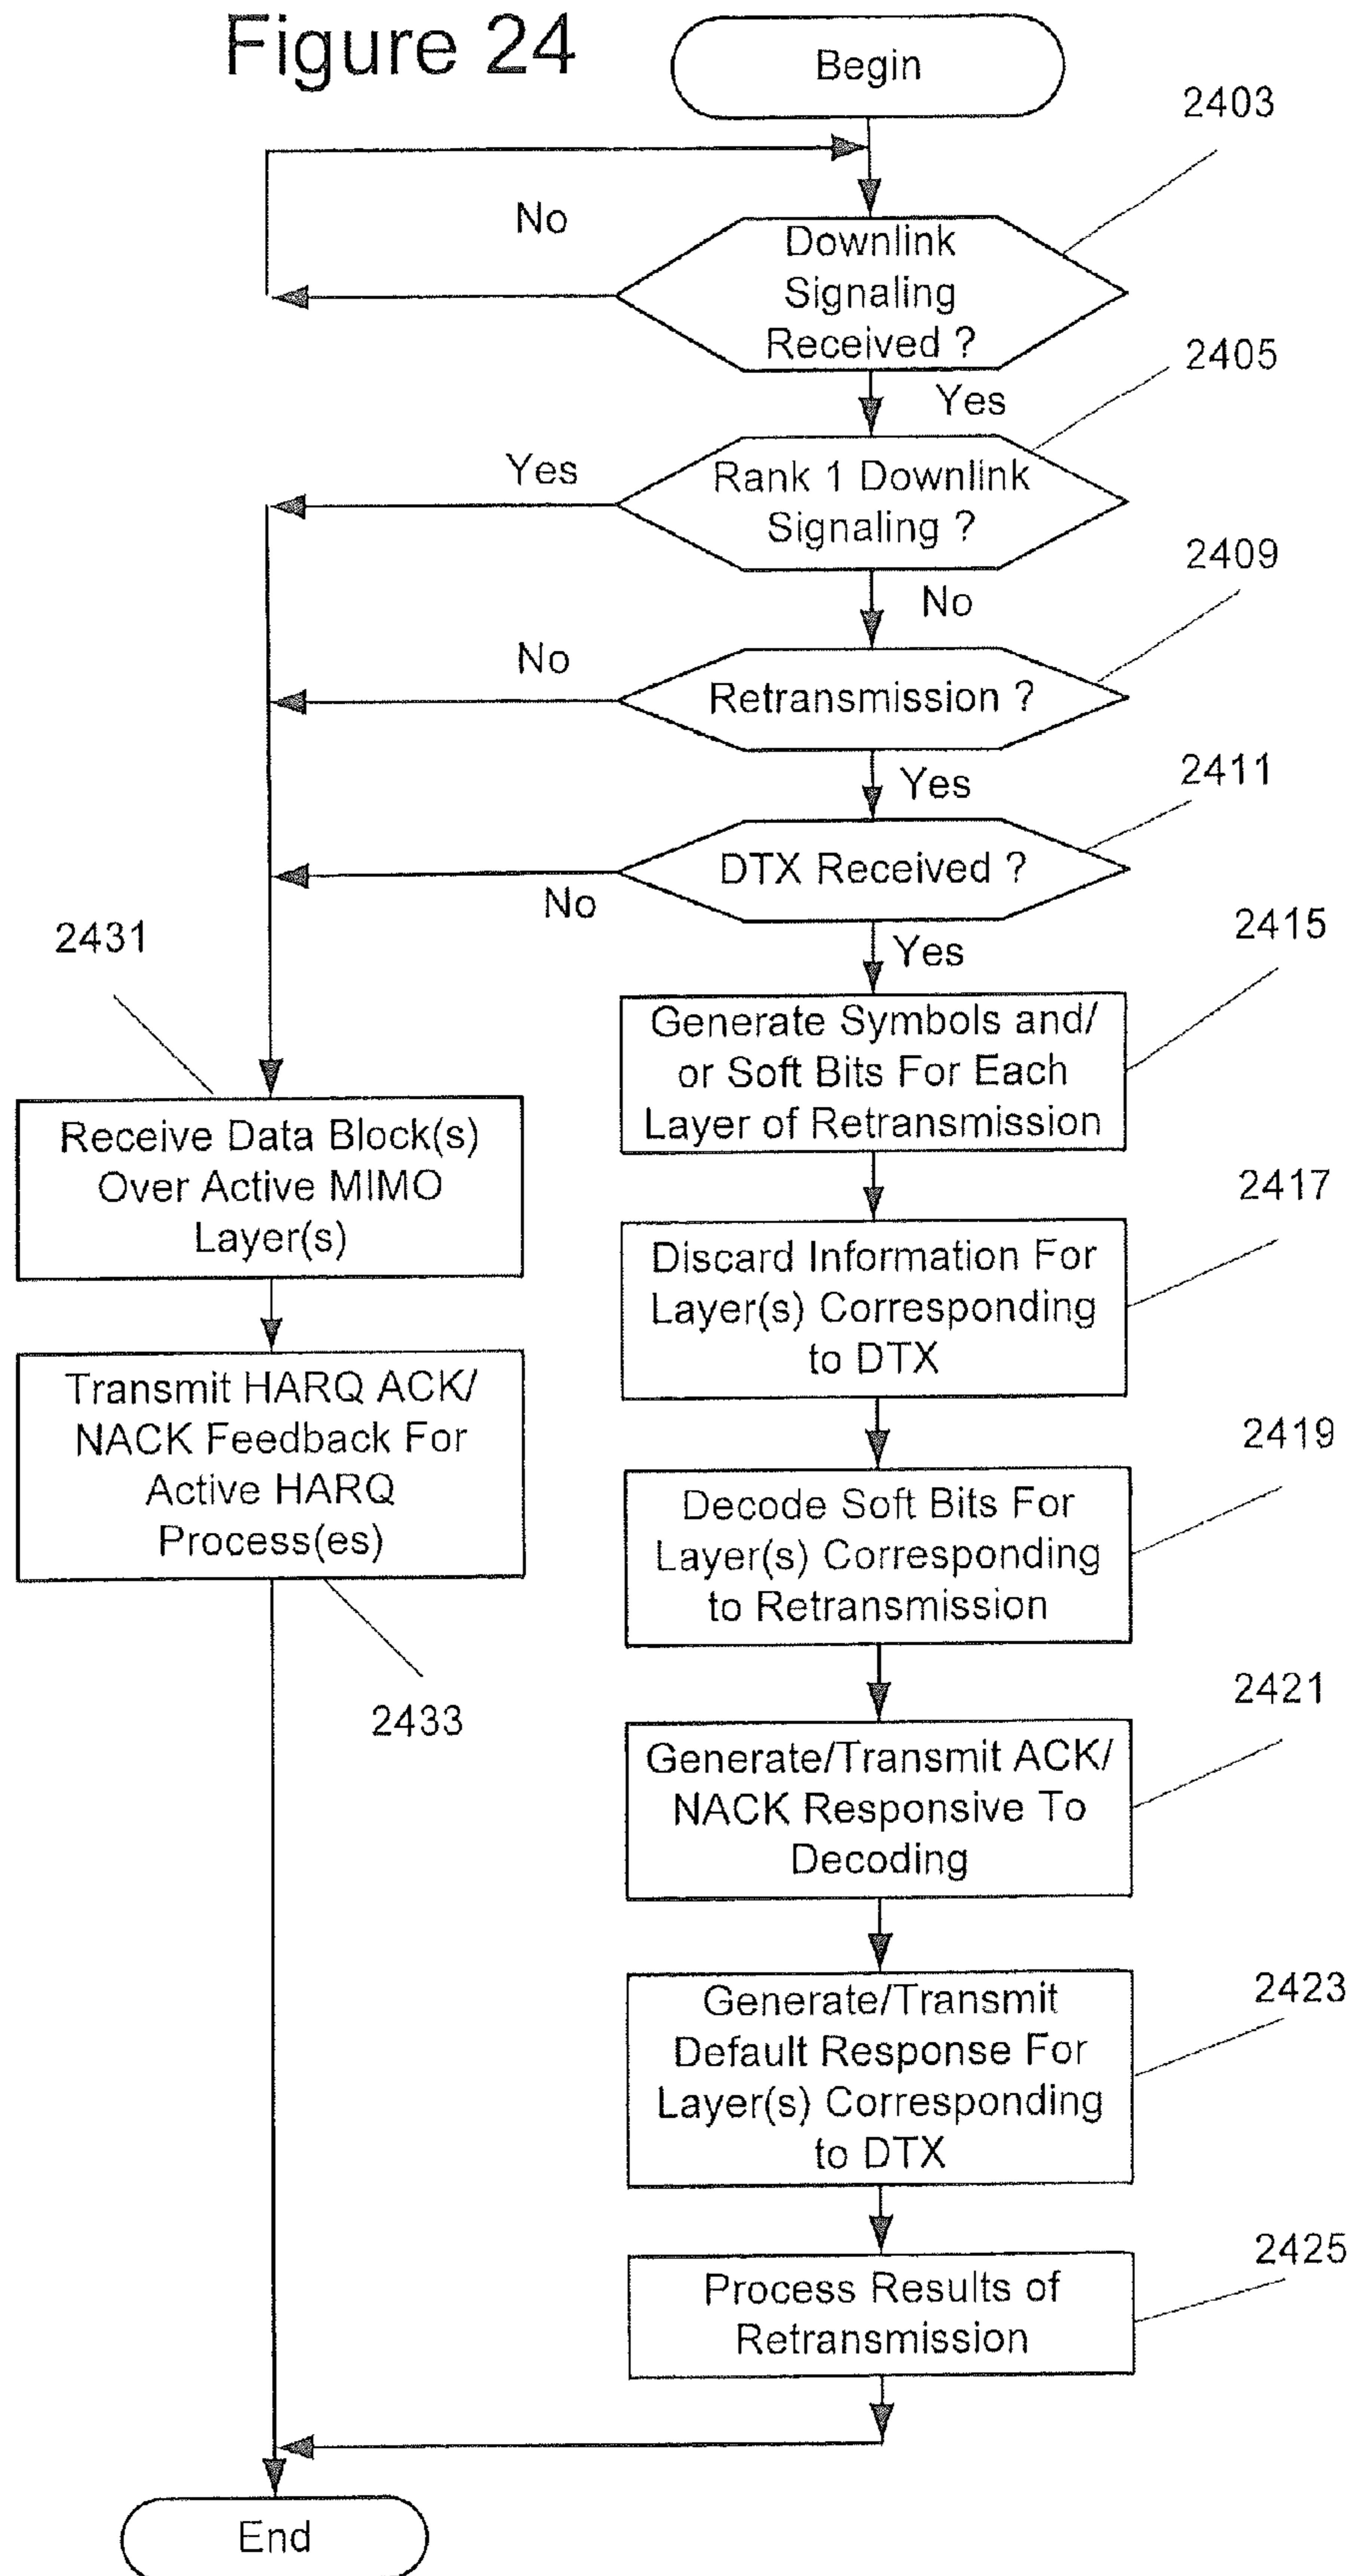 Figure 24
Begin
2403
No
Downlink
Signaling
Received ?
2405
Yes
Yes
Rank 1 Downlink
Signaling ?
2409
No
No
Retransmission ?
2411
Yes
DTX Received ?
No
2431
2415
Yes
Generate Symbols and/
or Soft Bits For Each
Layer of Retransmission
Receive Data Block(s)
Over Active MIMO
Layer(s)
2417
Discard Information For
Layer(s) Corresponding
to DTX
Transmit HARQ ACK/
NACK Feedback For
Active HARQ
Process(es)
2419
Decode Soft Bits For
Layer(s) Corresponding
to Retransmission
2433
2421
Generate/Transmit ACK/
NACK Responsive To
Decoding
2423
Generate/Transmit
Default Response For
Layer(s) Corresponding
to DTX
2425
Process Results of
Retransmission
End